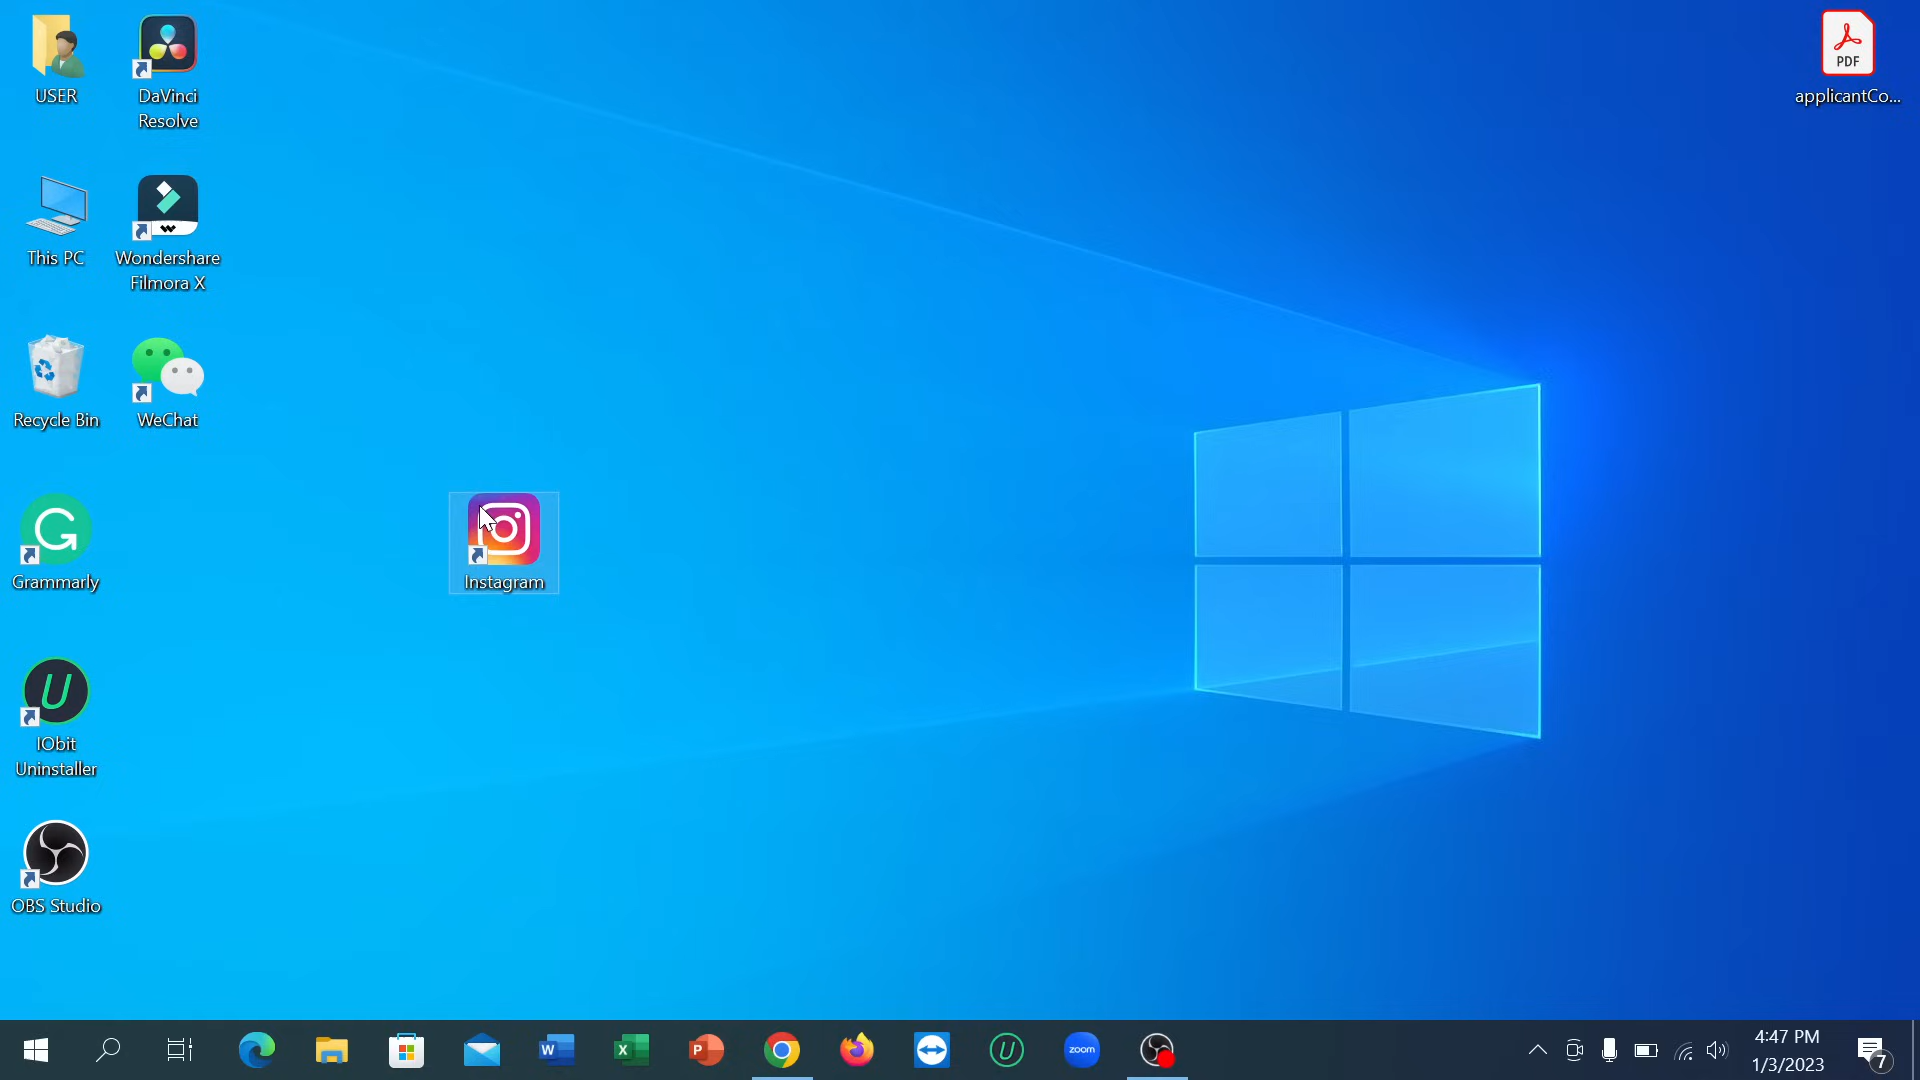 USER
DaVinci
Resolve
applicantCo...
PDF
This PC
Wondershare
Filmora X
Recycle Bin
WeChat
G
Grammarly
Instagram
U
IObit
Uninstaller
OBS Studio
W
X
P
U
zoom
4:47 PM
1/3/2023
7